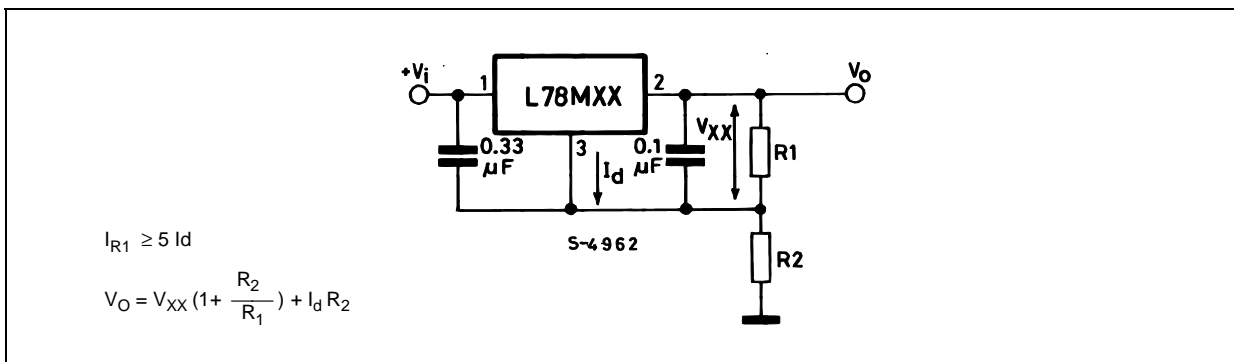 +Vi
1
L78MXX
2
Vo
0.33
µF
3
Id
0.1
µF
VXX
R1
S-4962
R2
IR1 ≥ 5 Id
VO = VXX (1+ R2/R1) + Id R2